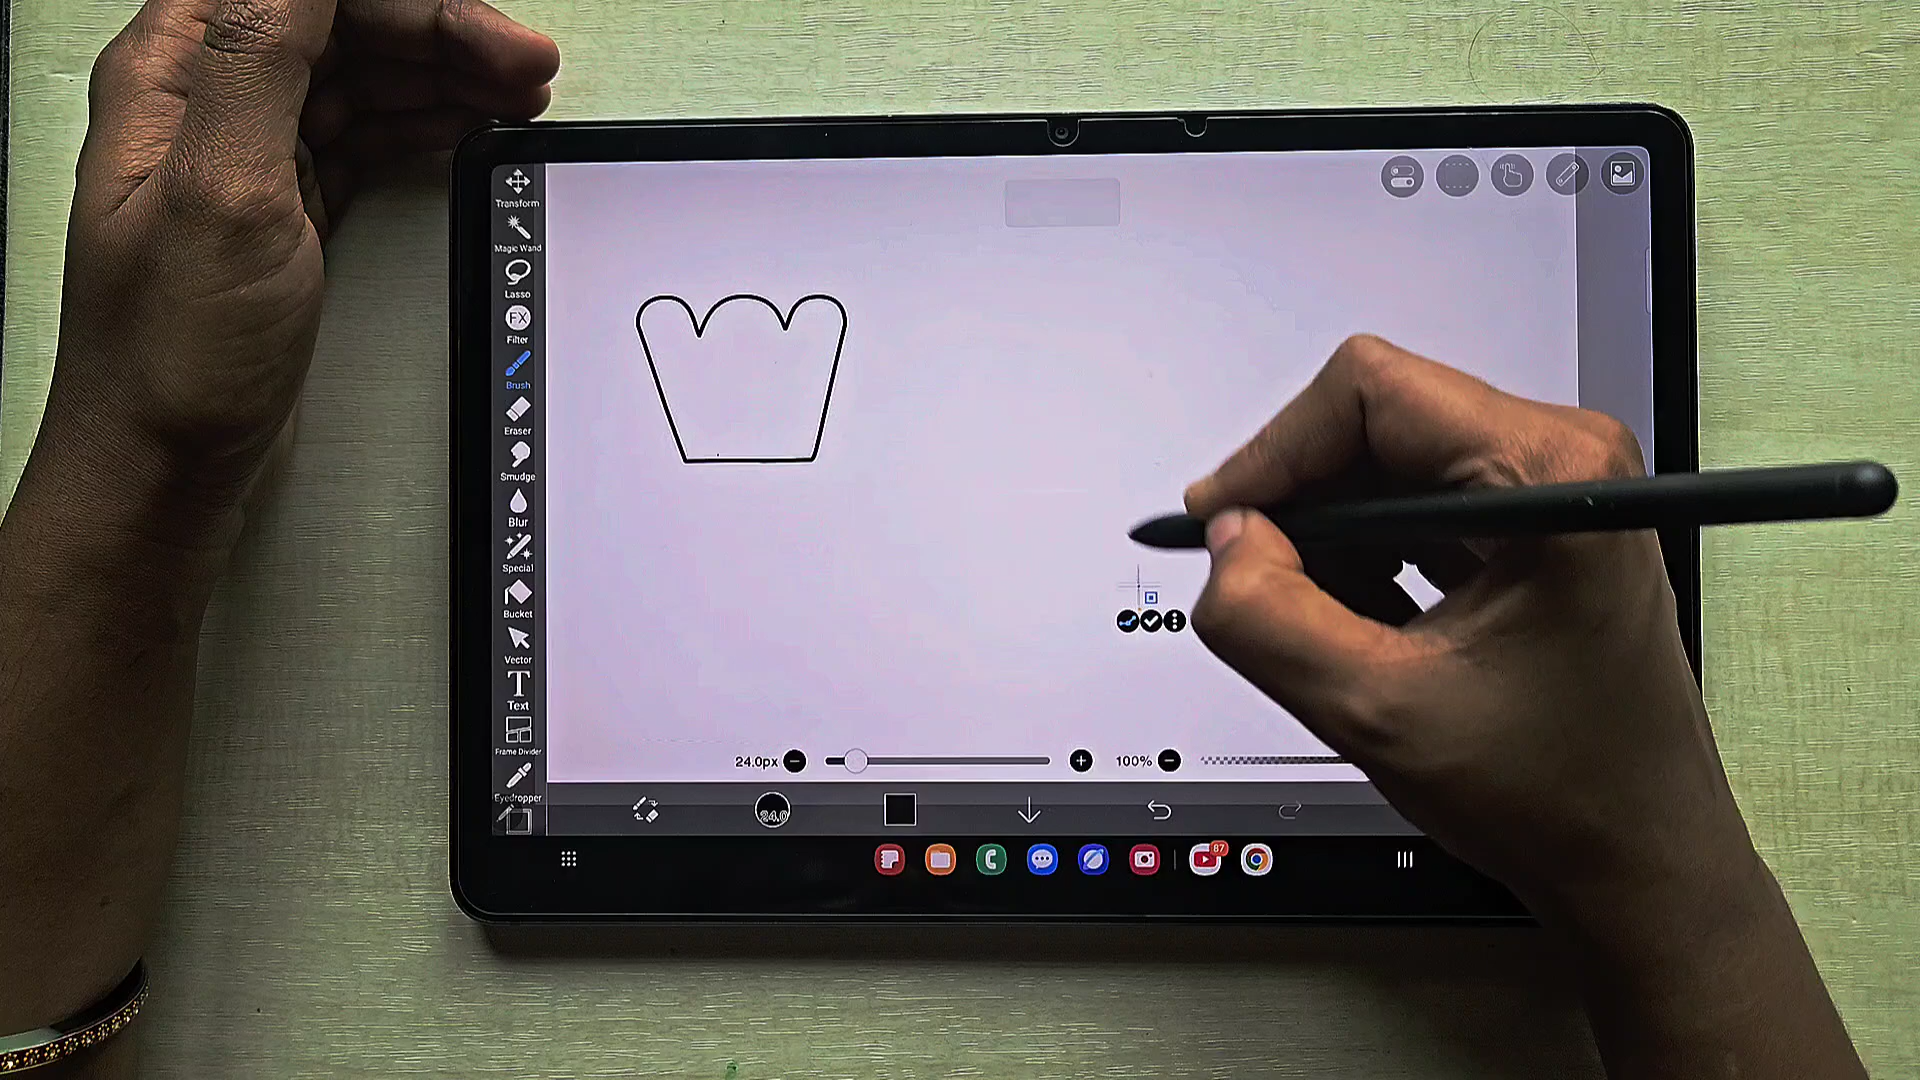 Transform
Magic Wand
Lasso
FX
Filter
Brush
Eraser
Smudge
Blur
Special
Bucket
Vector
T
Text
Frame Divider
Eyedropper
24.0px
100%
24.0
87